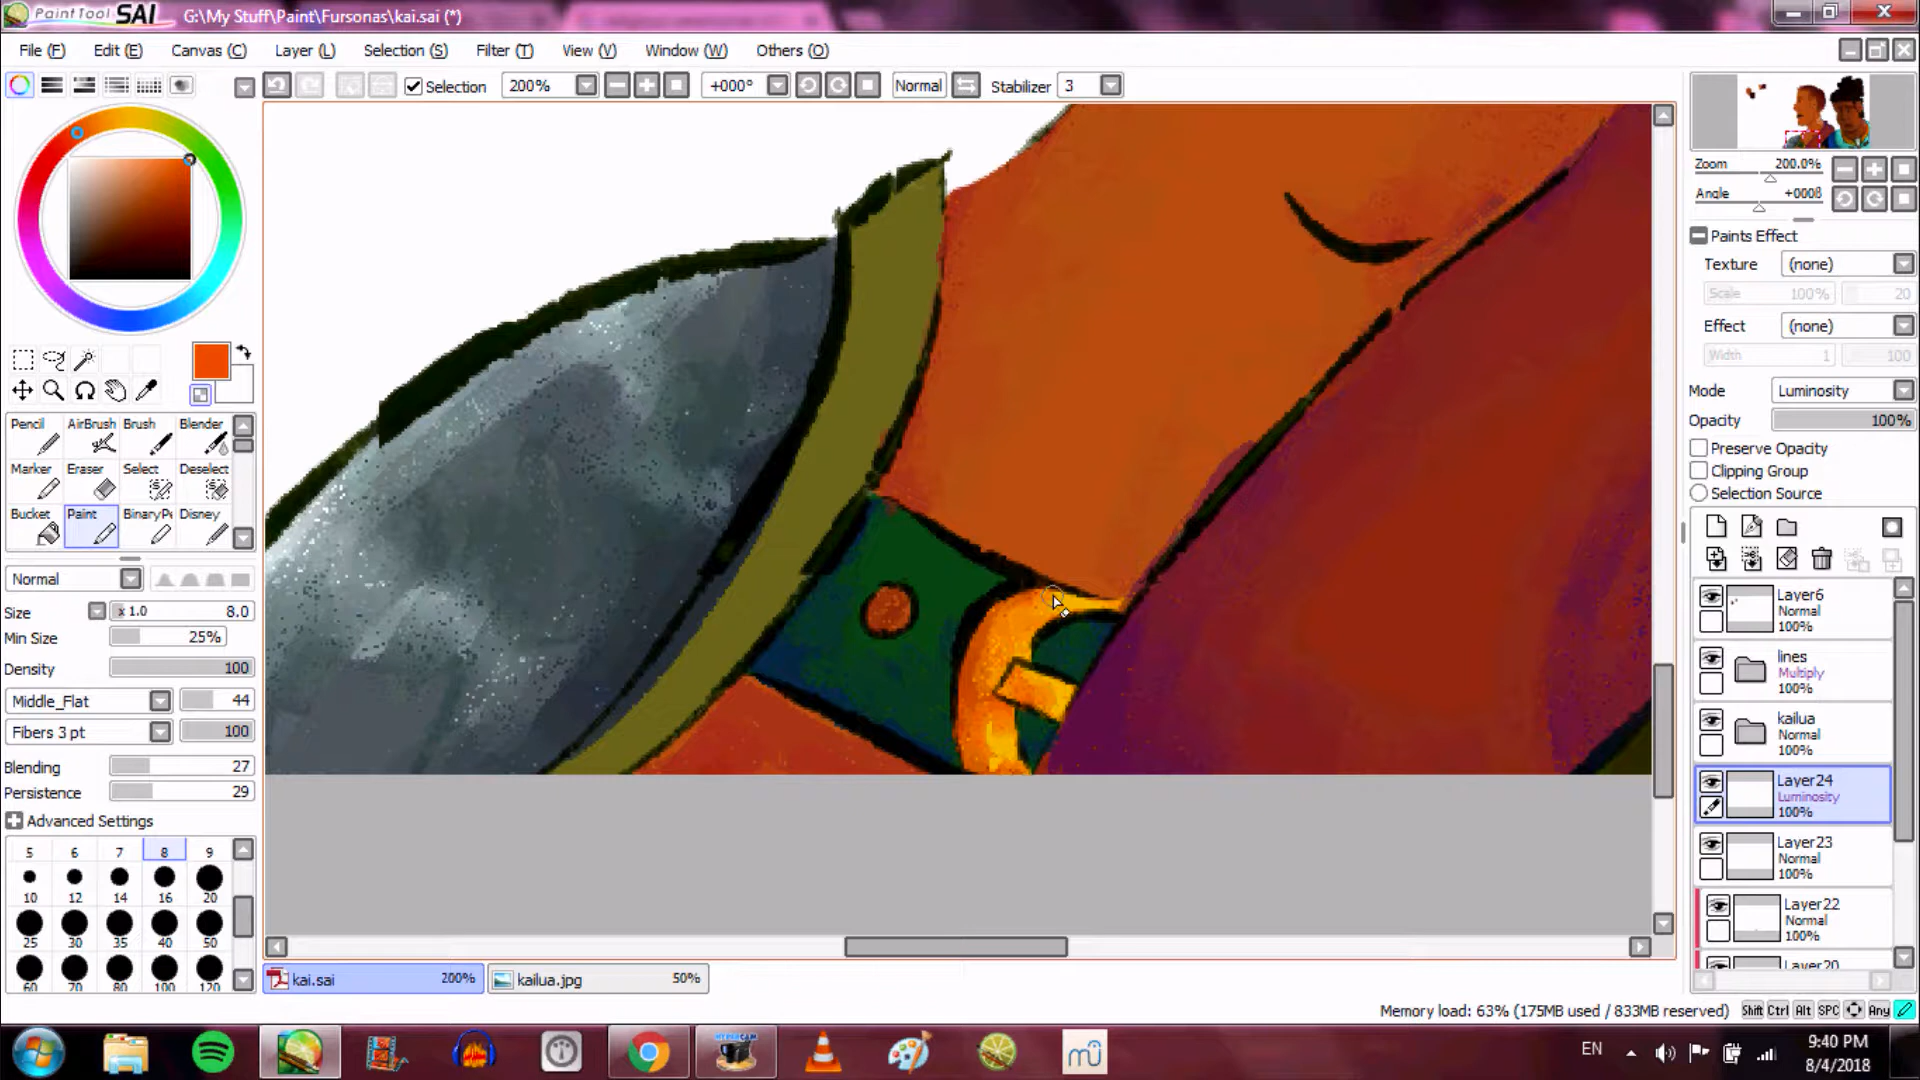 PaintTool SAI G:\My Stuff\Paint\Fursonas\kai.sai (*)
File (F) Edit (E) Canvas (C) Layer (L) Selection (S) Filter (T) View (V) Window (W) Others (O)
Selection 200% +000° Normal Stabilizer 3
Zoom 200.0%
Angle +000ß
Paints Effect
Texture (none)
Scale 100% 20
Effect (none)
Width 1 100
Mode Luminosity
Opacity 100%
Preserve Opacity
Clipping Group
Selection Source
Pencil AirBrush Brush Blender
Marker Eraser Select Deselect
Bucket Paint BinaryPe Disney
Normal
Size x 1.0 8.0
Min Size 25%
Density 100
Middle_Flat 44
Fibers 3 pt 100
Blending 27
Persistence 29
Advanced Settings
5 6 7 8 9
10 12 14 16 20
25 30 35 40 50
60 70 80 100 120
Layer6
Normal
100%
lines
Multiply
100%
kailua
Normal
100%
Layer24
Luminosity
100%
Layer23
Normal
100%
Layer22
Normal
100%
Layer20
kai.sai 200% kailua.jpg 50%
Memory load: 63% (175MB used / 833MB reserved) Shift Ctrl Alt SPC Any
EN
9:40 PM
8/4/2018